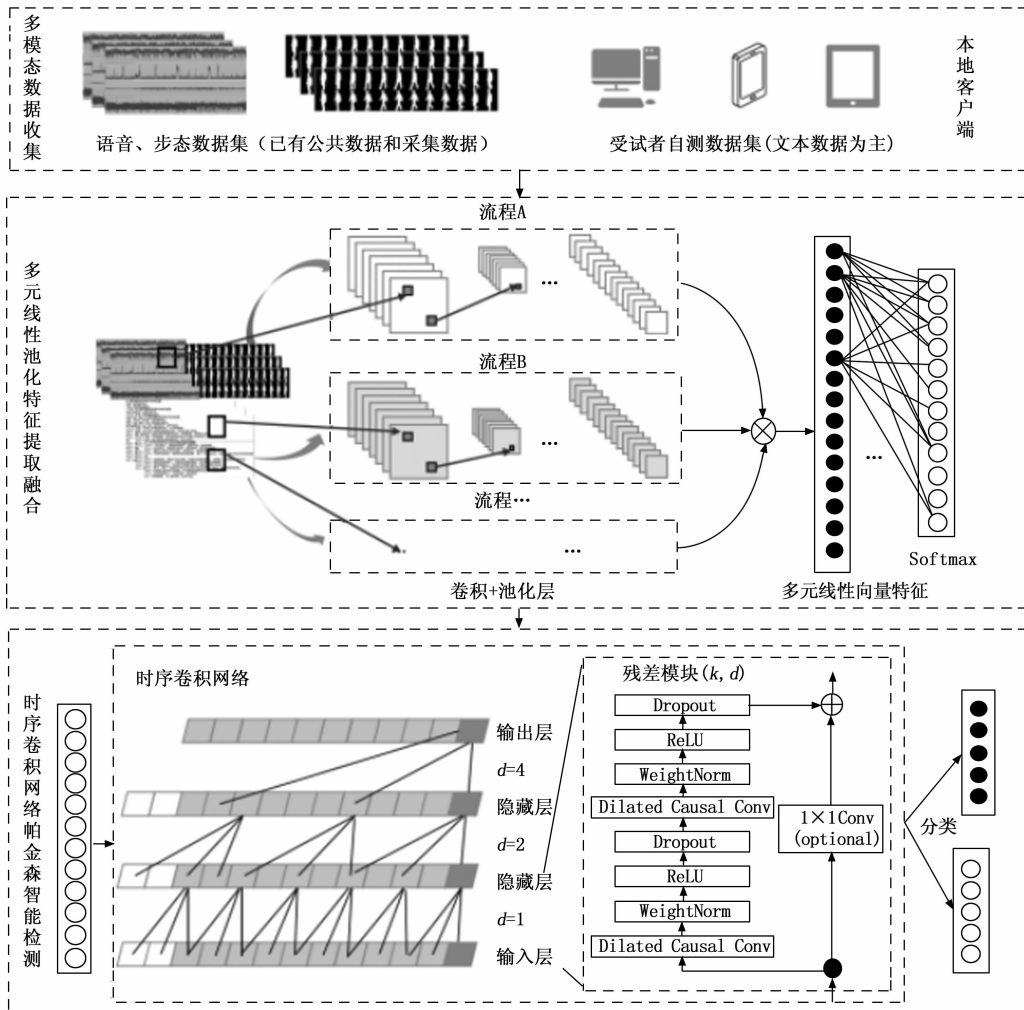 多模态数据收集
语音、步态数据集（已有公共数据和采集数据）
受试者自测数据集(文本数据为主)
本地客户端
多元线性池化特征提取融合
流程A
...
流程B
...
流程…
...
卷积+池化层
...
Softmax
多元线性向量特征
时序卷积网络帕金森智能检测
时序卷积网络
输出层
d=4
隐藏层
d=2
隐藏层
d=1
输入层
残差模块(k,d)
Dropout
ReLU
WeightNorm
Dilated Causal Conv
Dropout
ReLU
WeightNorm
Dilated Causal Conv
1×1Conv
(optional)
分类